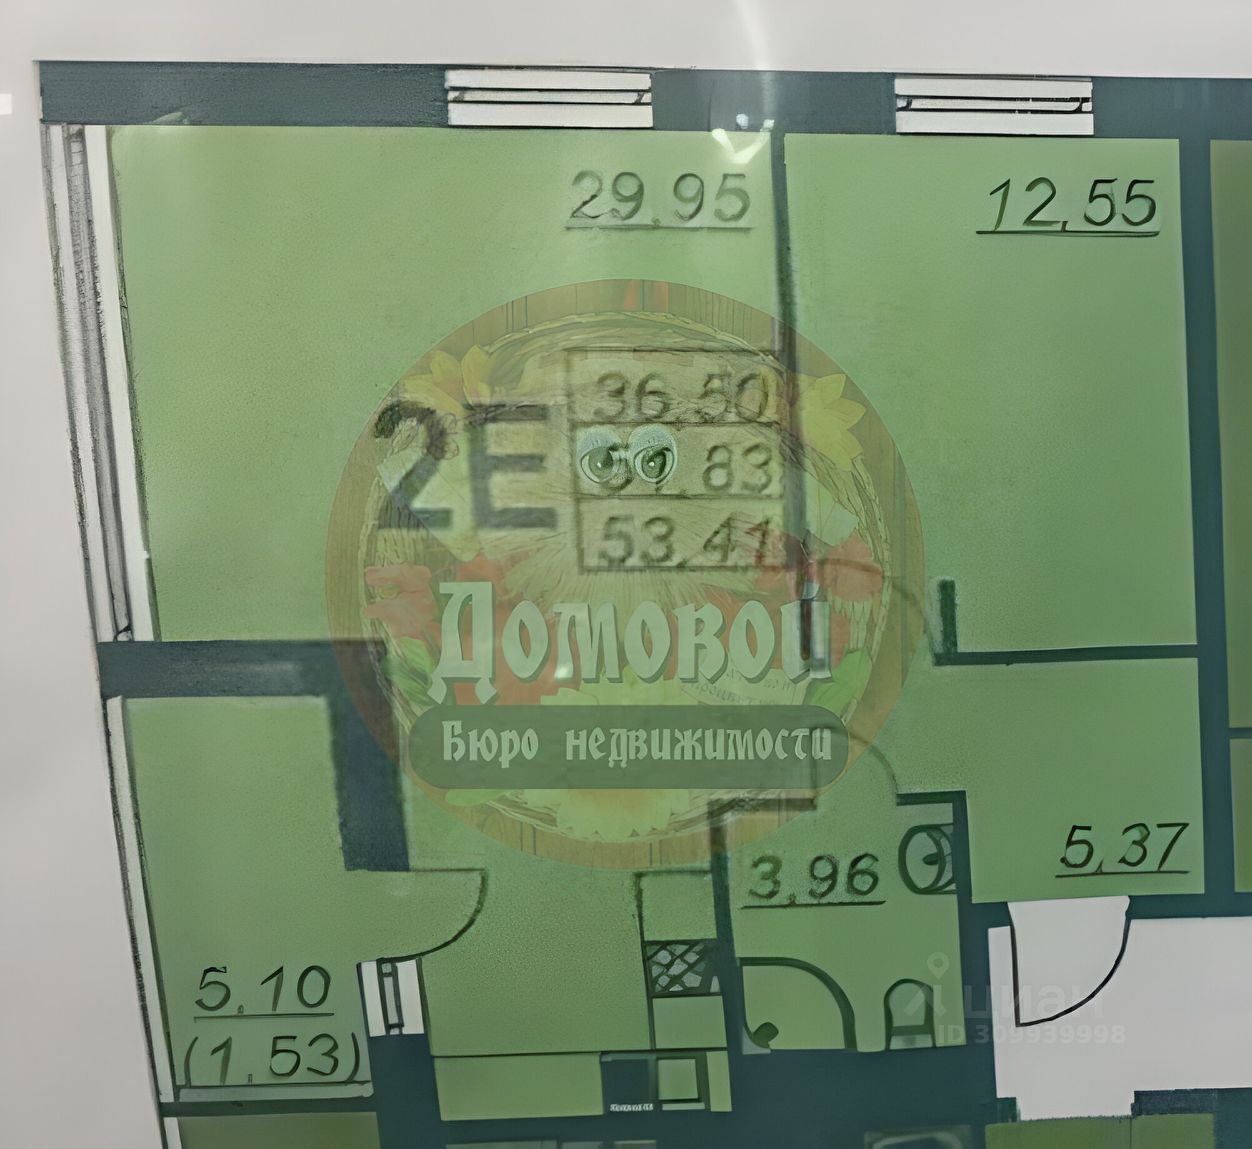 29.95
12,55
2Е
36.50
83
53.41
Домовой
Бюро недвижимости
3.96
5,37
5.10
(1.53)
циан
ID 309939998